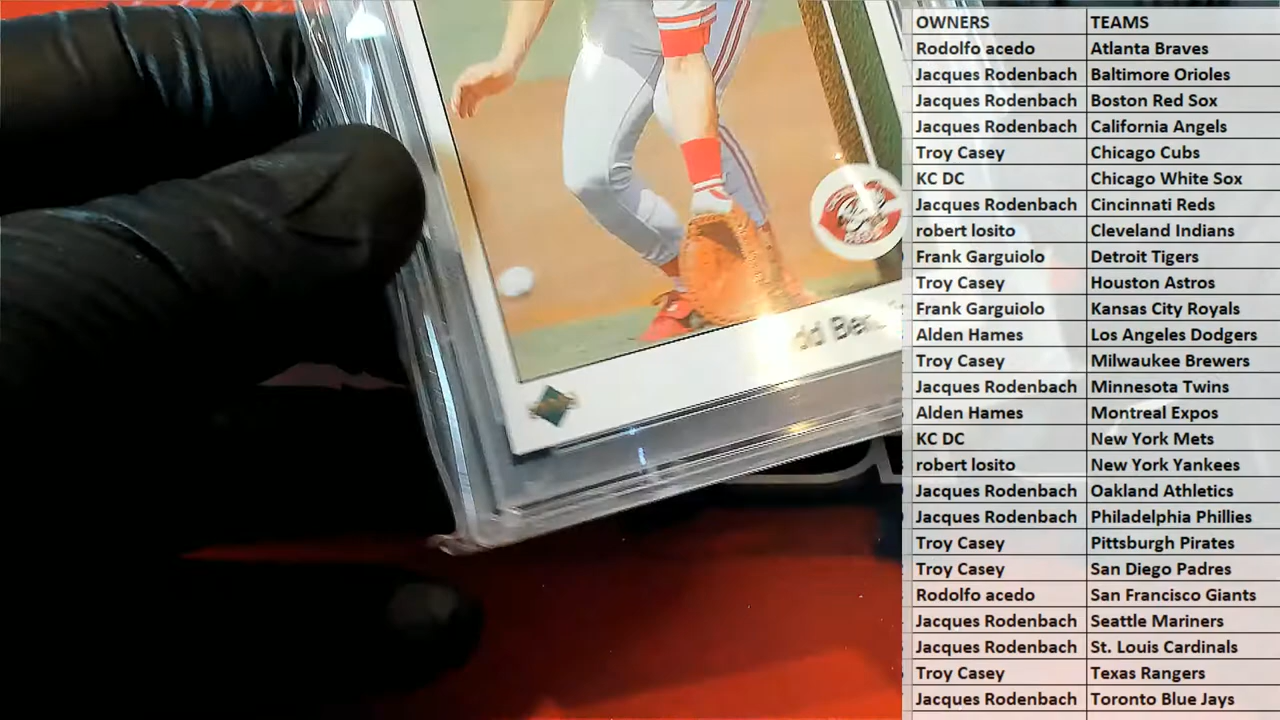 OWNERS TEAMS
Rodolfo acedo Atlanta Braves
Jacques Rodenbach Baltimore Orioles
Jacques Rodenbach Boston Red Sox
Jacques Rodenbach California Angels
Troy Casey Chicago Cubs
KC DC Chicago White Sox
Jacques Rodenbach Cincinnati Reds
robert losito Cleveland Indians
Frank Garguiolo Detroit Tigers
Troy Casey Houston Astros
Frank Garguiolo Kansas City Royals
Alden Hames Los Angeles Dodgers
Troy Casey Milwaukee Brewers
Jacques Rodenbach Minnesota Twins
Alden Hames Montreal Expos
KC DC New York Mets
robert losito New York Yankees
Jacques Rodenbach Oakland Athletics
Jacques Rodenbach Philadelphia Phillies
Troy Casey Pittsburgh Pirates
Troy Casey San Diego Padres
Rodolfo acedo San Francisco Giants
Jacques Rodenbach Seattle Mariners
Jacques Rodenbach St. Louis Cardinals
Troy Casey Texas Rangers
Jacques Rodenbach Toronto Blue Jays